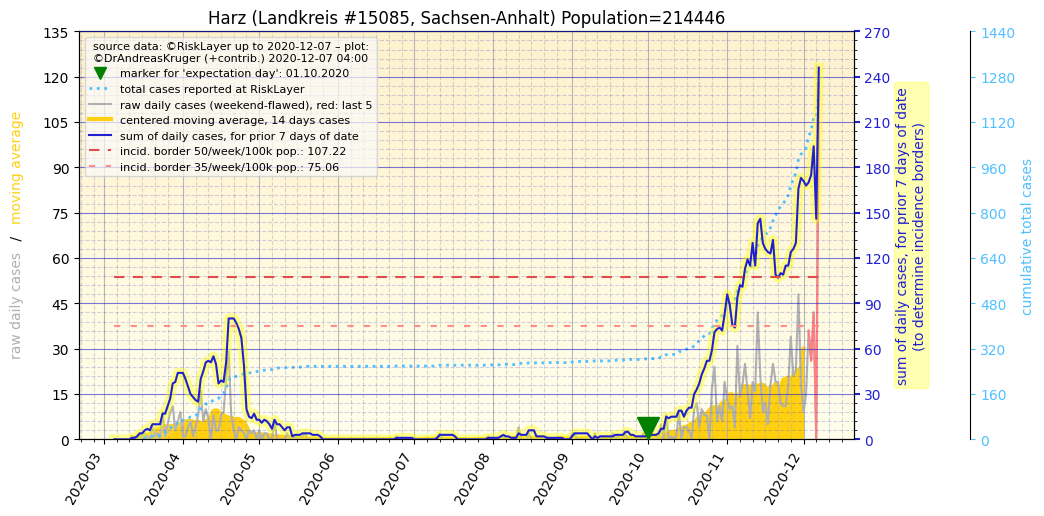 Harz (Landkreis #15085, Sachsen-Anhalt) Population=214446
source data: ©RiskLayer up to 2020-12-07 – plot:
©DrAndreasKruger (+contrib.) 2020-12-07 04:00
marker for 'expectation day': 01.10.2020
total cases reported at RiskLayer
raw daily cases (weekend-flawed), red: last 5
centered moving average, 14 days cases
sum of daily cases, for prior 7 days of date
incid. border 50/week/100k pop.: 107.22
incid. border 35/week/100k pop.: 75.06
raw daily cases / moving average
135
120
105
90
75
60
45
30
15
0
270
240
210
180
150
120
90
60
30
0
sum of daily cases, for prior 7 days of date
(to determine incidence borders)
1440
1280
1120
960
800
640
480
320
160
0
cumulative total cases
2020-03
2020-04
2020-05
2020-06
2020-07
2020-08
2020-09
2020-10
2020-11
2020-12